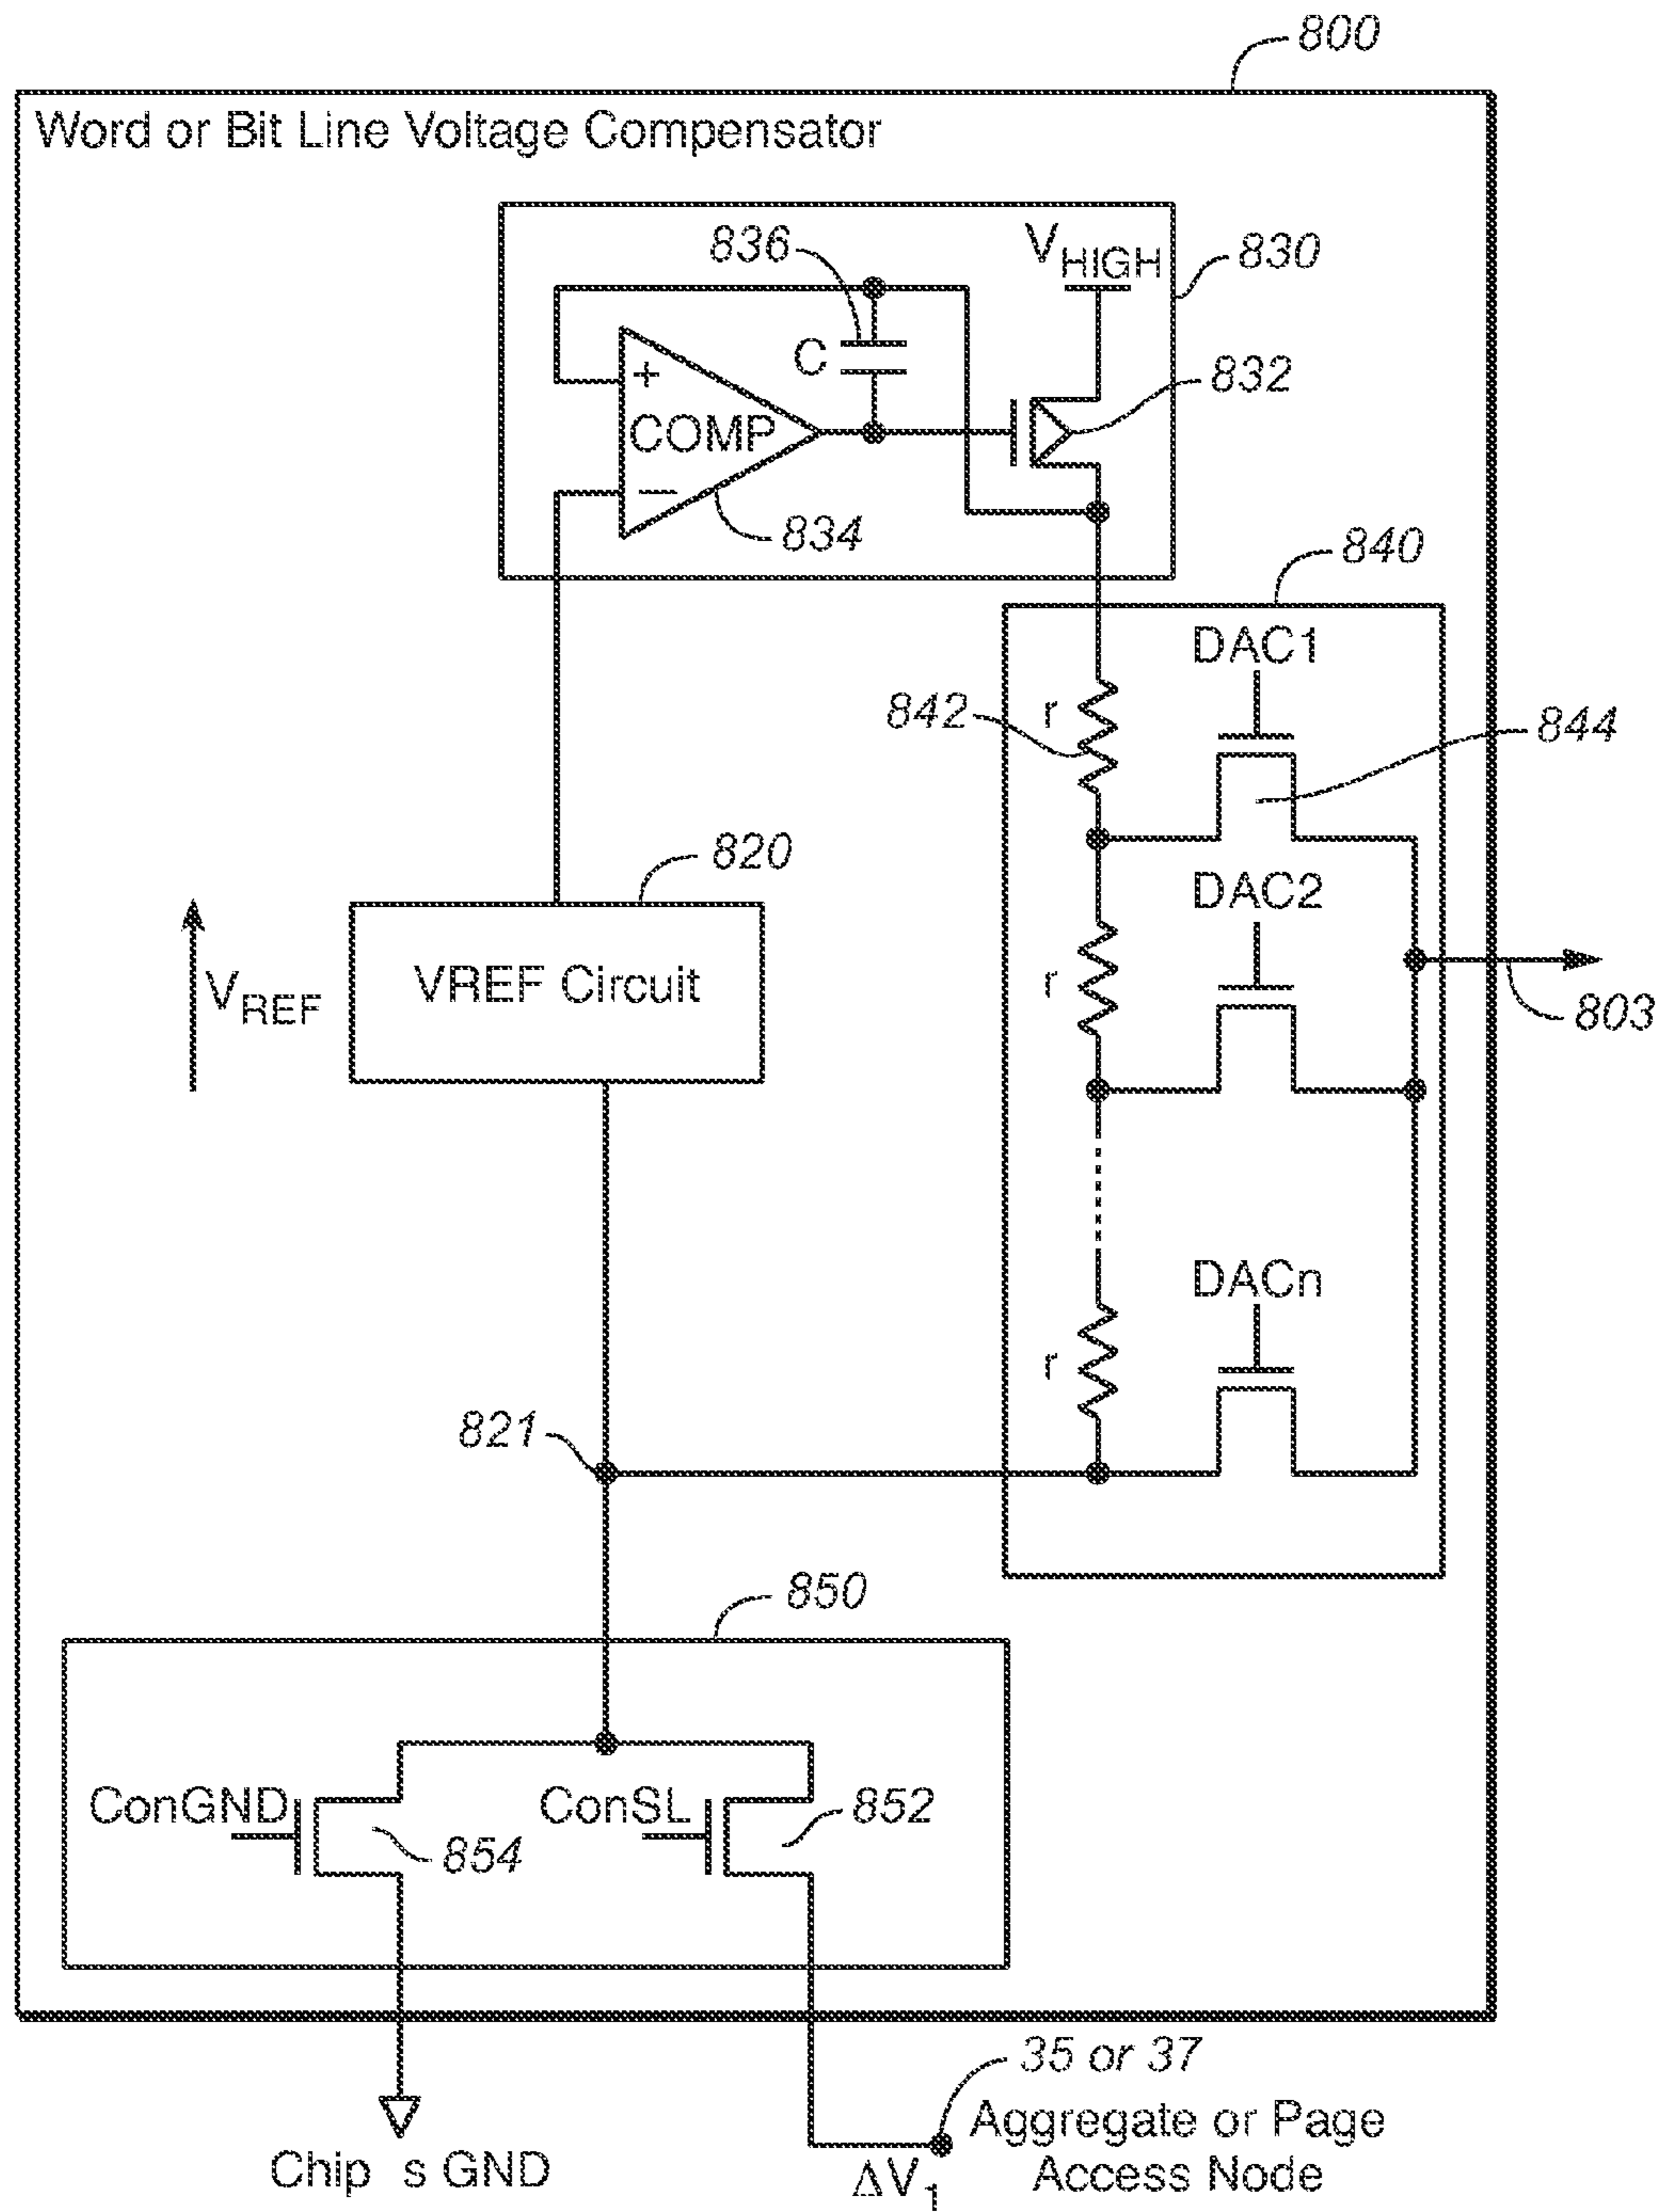 800
Word or Bit Line Voltage Compensator
836
VHIGH
830
C
832
+
COMP
−
834
840
DAC1
842
r
844
820
DAC2
VREF
VREF Circuit
r
803
DACn
r
821
850
ConGND
ConSL
852
854
35 or 37
Aggregate or Page
Access Node
Chip s GND
ΔV1